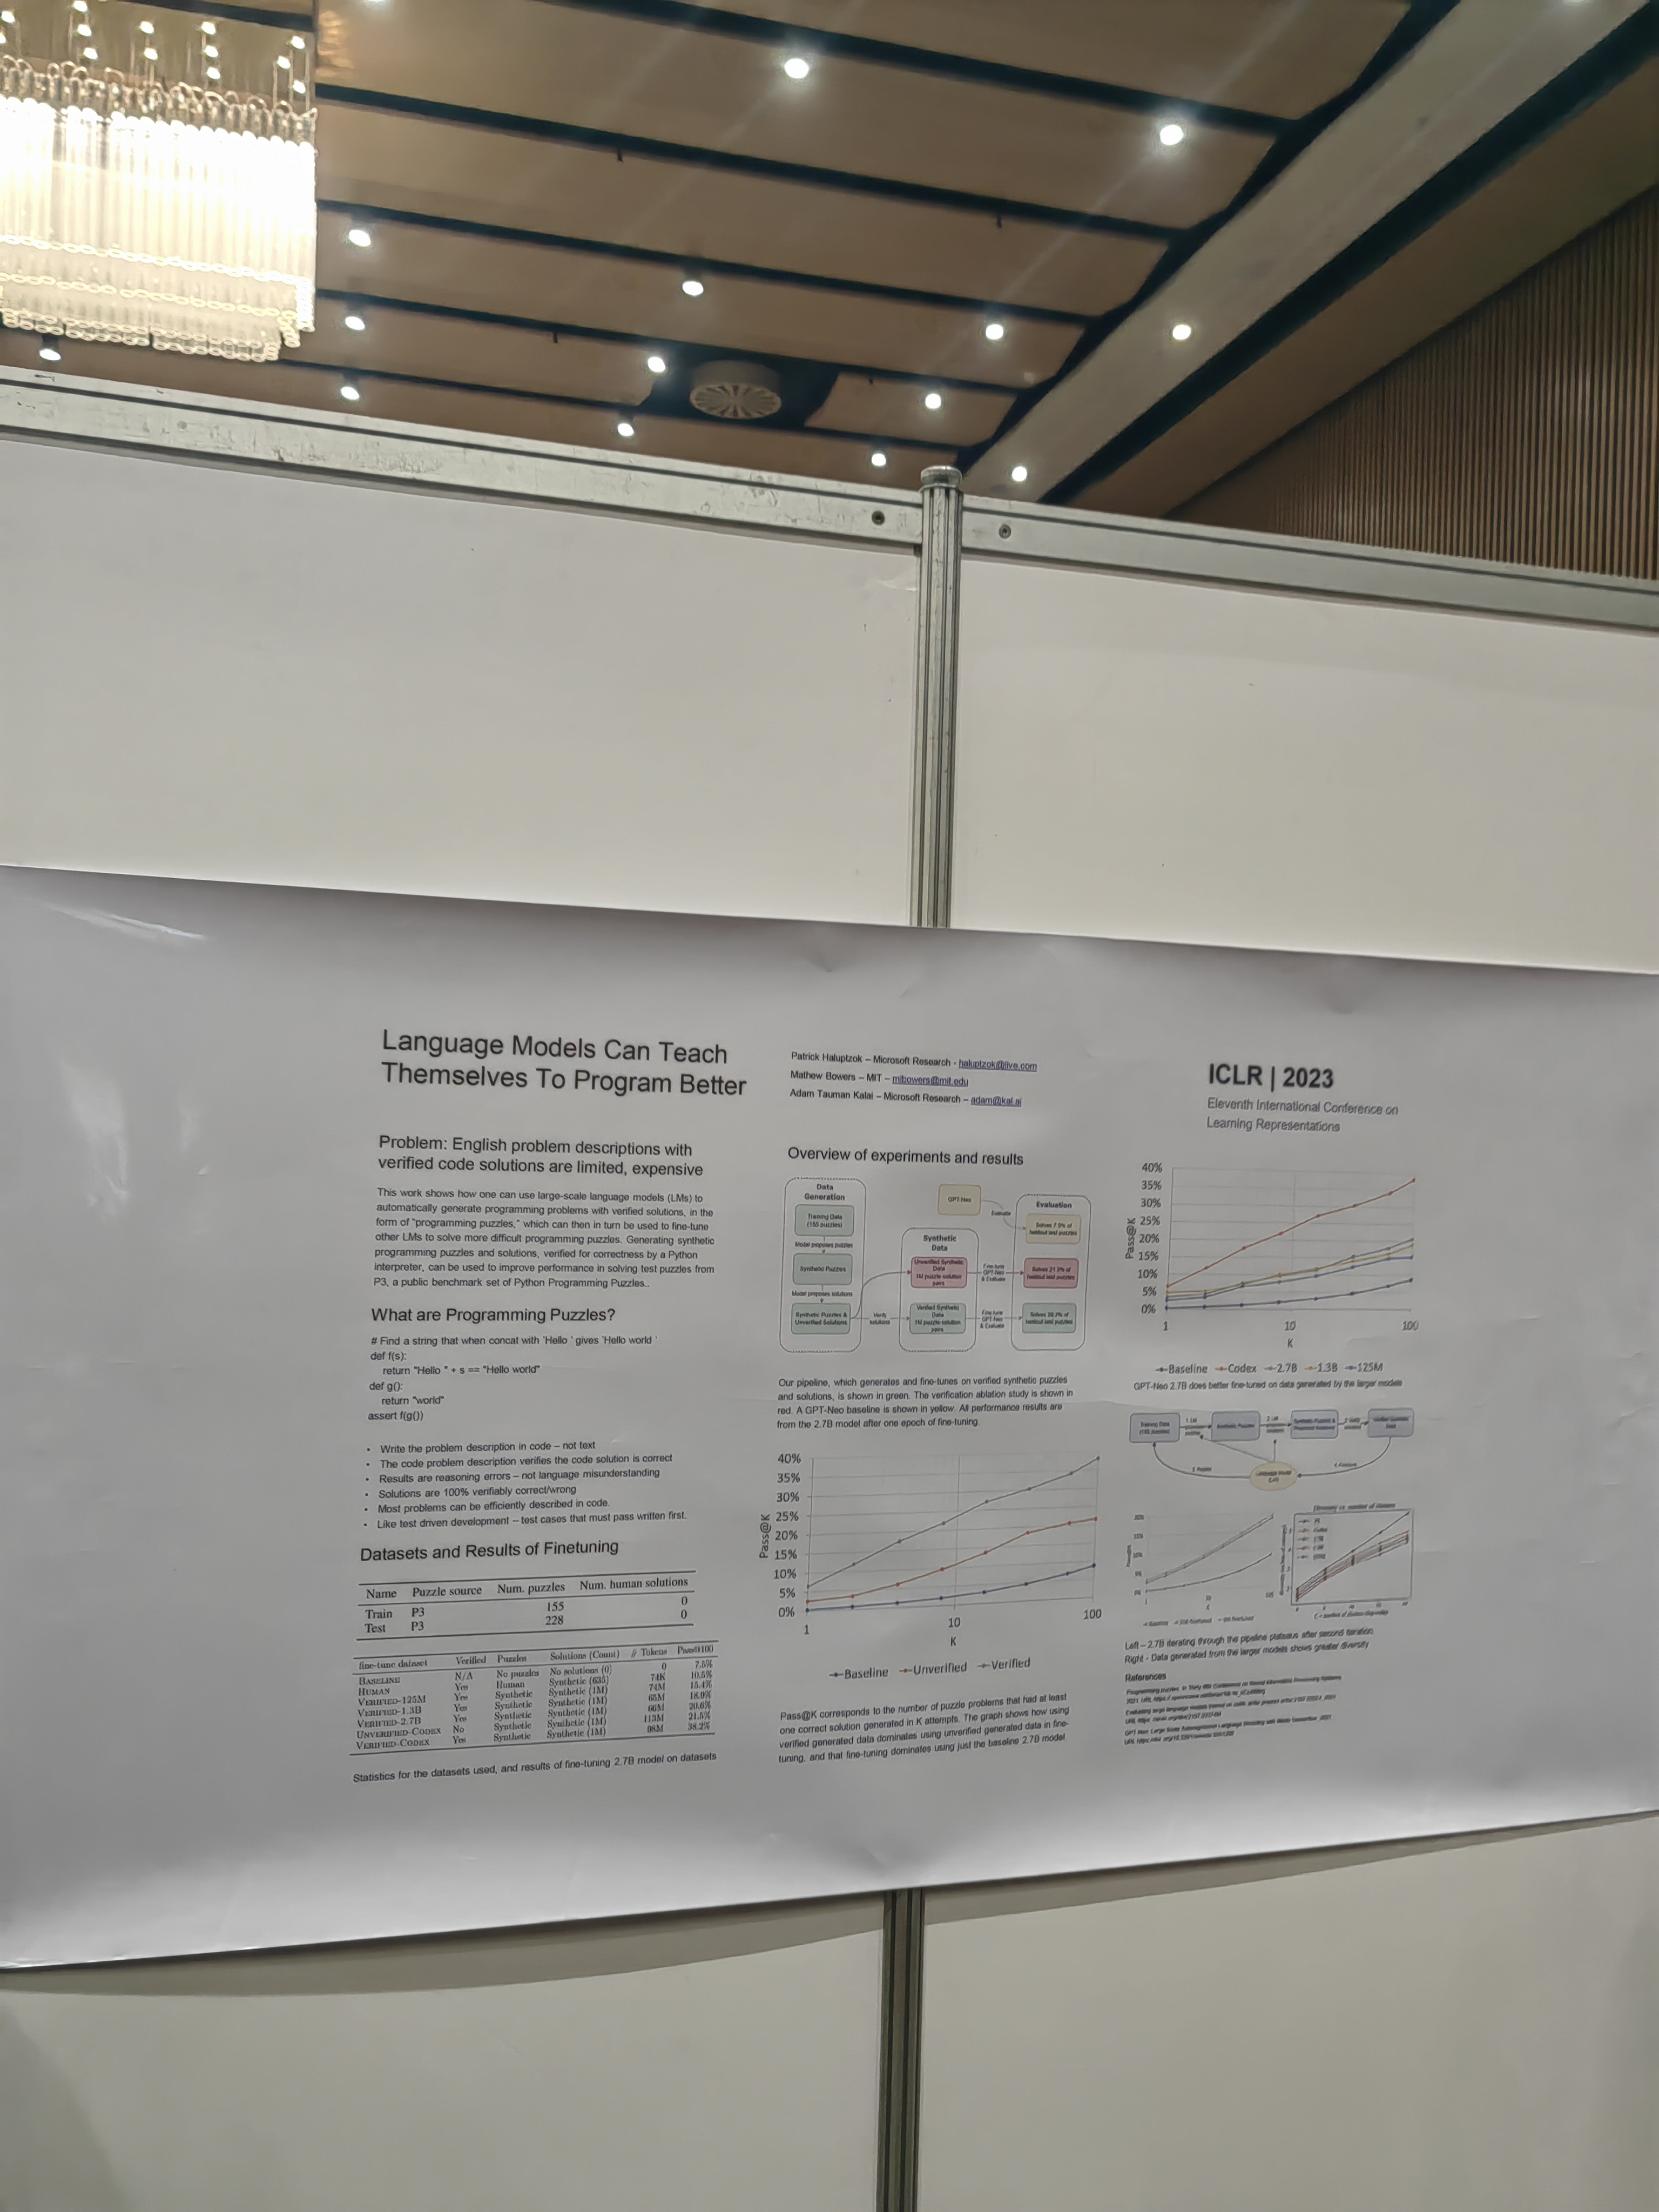 Language Models Can Teach
Themselves To Program Better
Patrick Haluptzok – Microsoft Research - haluptzok@live.com
Mathew Bowers – MIT – mlbowers@mit.edu
Adam Tauman Kalai – Microsoft Research – adam@kal.ai
ICLR | 2023
Eleventh International Conference on
Learning Representations
Problem: English problem descriptions with
verified code solutions are limited, expensive
This work shows how one can use large-scale language models (LMs) to
automatically generate programming problems with verified solutions, in the
form of "programming puzzles," which can then in turn be used to fine-tune
other LMs to solve more difficult programming puzzles. Generating synthetic
programming puzzles and solutions, verified for correctness by a Python
interpreter, can be used to improve performance in solving test puzzles from
P3, a public benchmark set of Python Programming Puzzles..
What are Programming Puzzles?
# Find a string that when concat with 'Hello ' gives 'Hello world '
def f(s):
return "Hello " + s == "Hello world"
def g():
return "world"
assert f(g())
• Write the problem description in code – not text
• The code problem description verifies the code solution is correct
• Results are reasoning errors – not language misunderstanding
• Solutions are 100% verifiably correct/wrong
• Most problems can be efficiently described in code.
• Like test driven development – test cases that must pass written first.
Datasets and Results of Finetuning
Name Puzzle source Num. puzzles Num. human solutions
Train P3 155 0
Test P3 228 0
fine-tune dataset Verified Puzzles Solutions (Count) # Tokens Pass@100
BASELINE N/A No puzzles No solutions (0) 0 7.5%
HUMAN Yes Human Synthetic (635) 74K 10.5%
VERIFIED-125M Yes Synthetic Synthetic (1M) 74M 15.4%
VERIFIED-1.3B Yes Synthetic Synthetic (1M) 65M 18.9%
VERIFIED-2.7B Yes Synthetic Synthetic (1M) 66M 20.6%
UNVERIFIED-CODEX No Synthetic Synthetic (1M) 113M 21.5%
VERIFIED-CODEX Yes Synthetic Synthetic (1M) 98M 38.2%
Statistics for the datasets used, and results of fine-tuning 2.7B model on datasets
Overview of experiments and results
Data
Generation
Training Data
(155 puzzles)
Model proposes puzzles
Synthetic Puzzles
Model proposes solutions
Synthetic Puzzles &
Unverified Solutions
Verify
solutions
GPT-Neo
Evaluate
Synthetic
Data
Unverified Synthetic
Data
1M puzzle-solution
pairs
Verified Synthetic
Data
1M puzzle-solution
pairs
Fine-tune
GPT-Neo
& Evaluate
Fine-tune
GPT-Neo
& Evaluate
Evaluation
Solves 7.5% of
heldout test puzzles
Solves 21.5% of
heldout test puzzles
Solves 38.2% of
heldout test puzzles
Our pipeline, which generates and fine-tunes on verified synthetic puzzles
and solutions, is shown in green. The verification ablation study is shown in
red. A GPT-Neo baseline is shown in yellow. All performance results are
from the 2.7B model after one epoch of fine-tuning.
40%
35%
30%
25%
20%
15%
10%
5%
0%
Pass@K
1 10 100
K
Baseline Unverified Verified
Pass@K corresponds to the number of puzzle problems that had at least
one correct solution generated in K attempts. The graph shows how using
verified generated data dominates using unverified generated data in fine-
tuning, and that fine-tuning dominates using just the baseline 2.7B model.
40%
35%
30%
25%
20%
15%
10%
5%
0%
Pass@K
1 10 100
K
Baseline Codex 2.7B 1.3B 125M
GPT-Neo 2.7B does better fine-tuned on data generated by the larger models
Training Data
(155 puzzles)
Synthetic Puzzles
Left – 2.7B iterating through the pipeline plateaus after second iteration
Right - Data generated from the larger models shows greater diversity
References